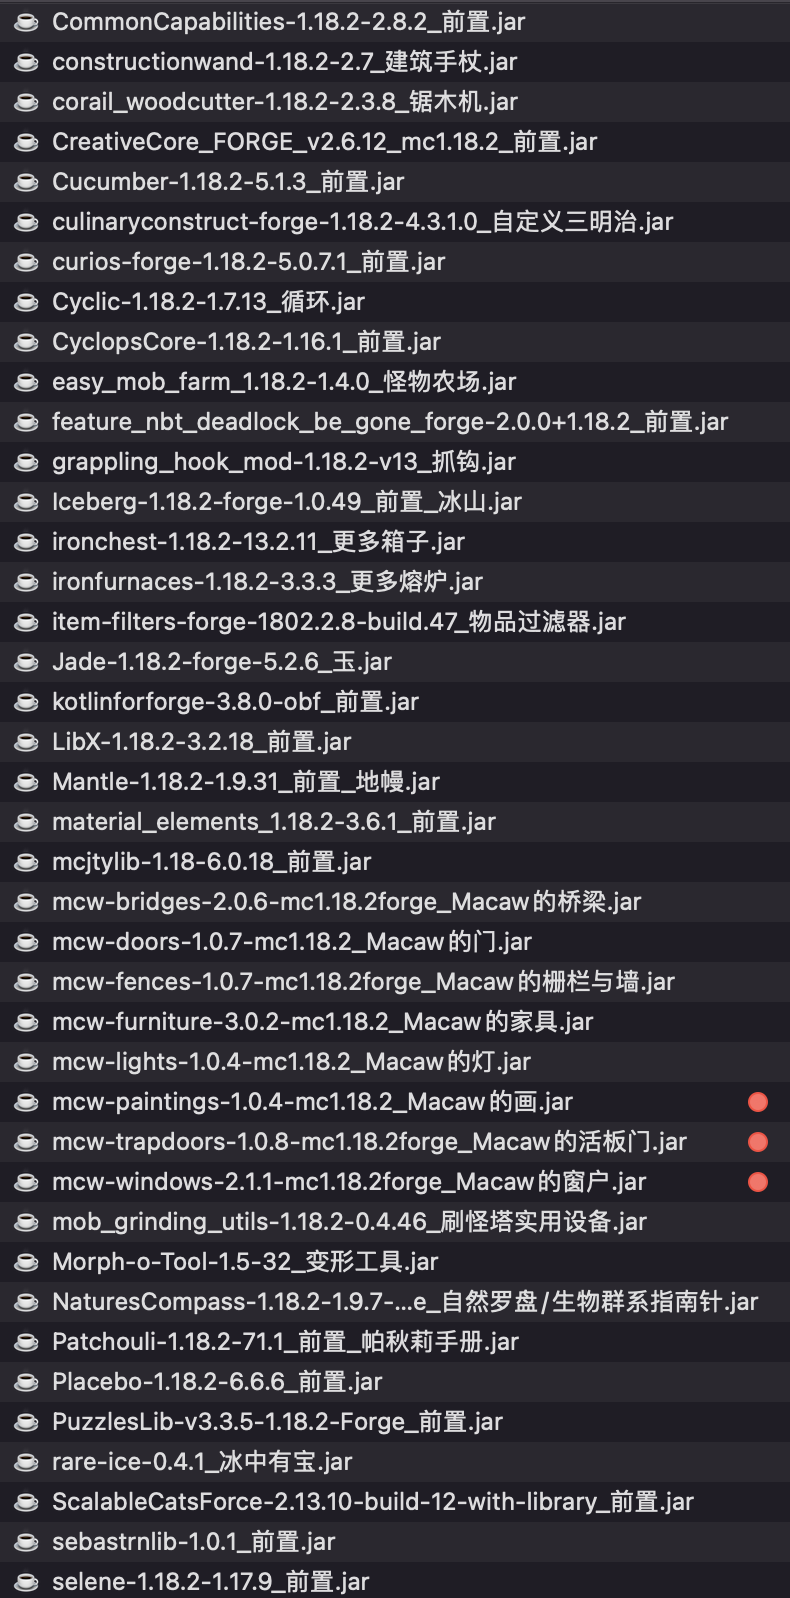 CommonCapabilities-1.18.2-2.8.2_前置.jar
constructionwand-1.18.2-2.7_建筑手杖.jar
corail_woodcutter-1.18.2-2.3.8_锯木机.jar
CreativeCore_FORGE_v2.6.12_mc1.18.2_前置.jar
Cucumber-1.18.2-5.1.3_前置.jar
culinaryconstruct-forge-1.18.2-4.3.1.0_自定义三明治.jar
curios-forge-1.18.2-5.0.7.1_前置.jar
Cyclic-1.18.2-1.7.13_循环.jar
CyclopsCore-1.18.2-1.16.1_前置.jar
easy_mob_farm_1.18.2-1.4.0_怪物农场.jar
feature_nbt_deadlock_be_gone_forge-2.0.0+1.18.2_前置.jar
grappling_hook_mod-1.18.2-v13_抓钩.jar
Iceberg-1.18.2-forge-1.0.49_前置_冰山.jar
ironchest-1.18.2-13.2.11_更多箱子.jar
ironfurnaces-1.18.2-3.3.3_更多熔炉.jar
item-filters-forge-1802.2.8-build.47_物品过滤器.jar
Jade-1.18.2-forge-5.2.6_玉.jar
kotlinforforge-3.8.0-obf_前置.jar
LibX-1.18.2-3.2.18_前置.jar
Mantle-1.18.2-1.9.31_前置_地幔.jar
material_elements_1.18.2-3.6.1_前置.jar
mcjtylib-1.18-6.0.18_前置.jar
mcw-bridges-2.0.6-mc1.18.2forge_Macaw的桥梁.jar
mcw-doors-1.0.7-mc1.18.2_Macaw的门.jar
mcw-fences-1.0.7-mc1.18.2forge_Macaw的栅栏与墙.jar
mcw-furniture-3.0.2-mc1.18.2_Macaw的家具.jar
mcw-lights-1.0.4-mc1.18.2_Macaw的灯.jar
mcw-paintings-1.0.4-mc1.18.2_Macaw的画.jar
mcw-trapdoors-1.0.8-mc1.18.2forge_Macaw的活板门.jar
mcw-windows-2.1.1-mc1.18.2forge_Macaw的窗户.jar
mob_grinding_utils-1.18.2-0.4.46_刷怪塔实用设备.jar
Morph-o-Tool-1.5-32_变形工具.jar
NaturesCompass-1.18.2-1.9.7-...e_自然罗盘/生物群系指南针.jar
Patchouli-1.18.2-71.1_前置_帕秋莉手册.jar
Placebo-1.18.2-6.6.6_前置.jar
PuzzlesLib-v3.3.5-1.18.2-Forge_前置.jar
rare-ice-0.4.1_冰中有宝.jar
ScalableCatsForce-2.13.10-build-12-with-library_前置.jar
sebastrnlib-1.0.1_前置.jar
selene-1.18.2-1.17.9_前置.jar